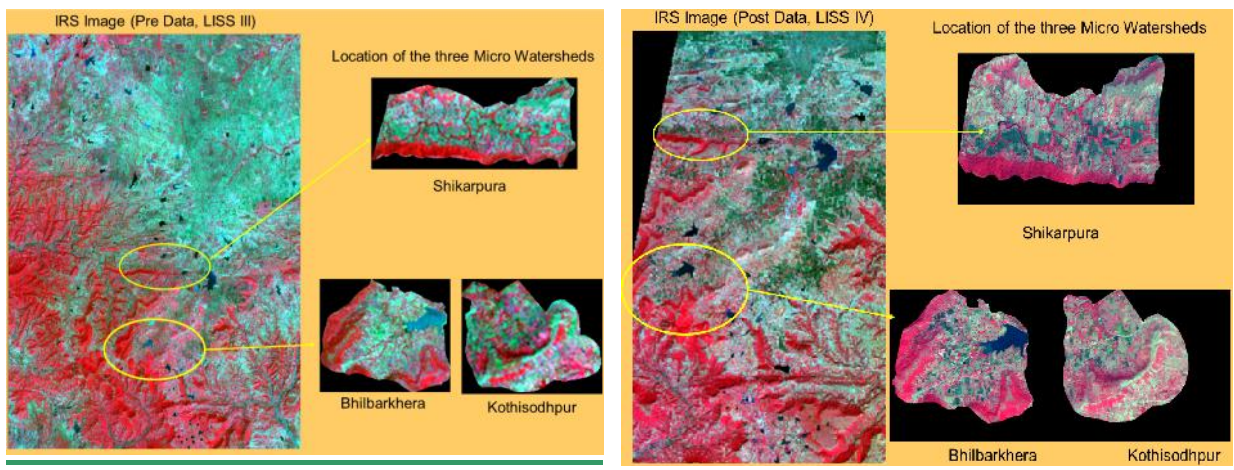 IRS Image (Pre Data, LISS III)
Location of the three Micro Watersheds
Shikarpura
Bhilbarkhera
Kothisodhpur
IRS Image (Post Data, LISS IV)
Location of the three Micro Watersheds
Shikarpura
Bhilbarkhera
Kothisodhpur